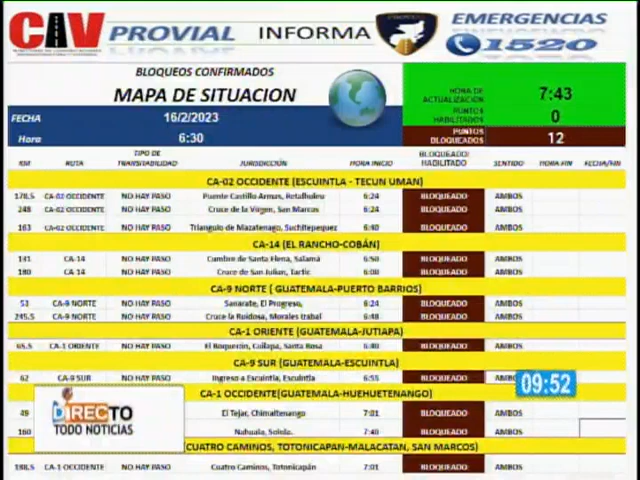 CAV PROVIAL INFORMA EMERGENCIAS
1520
BLOQUEOS CONFIRMADOS
MAPA DE SITUACION
HORA DE ACTUALIZACIÓN 7:43
PUNTOS HABILITADOS 0
FECHA 16/2/2023
Hora 6:30
PUNTOS BLOQUEADOS 12
KM RUTA TIPO DE TRANSITABILIDAD JURISDICCIÓN HORA INICIO BLOQUEADO/ HABILITADO SENTIDO HORA FIN FECHA/FIN
CA-02 OCCIDENTE (ESCUINTLA - TECUN UMAN)
178.5 CA-02 OCCIDENTE NO HAY PASO Puente Castillo Armas, Retalhuleu 6:24 BLOQUEADO AMBOS
248 CA-02 OCCIDENTE NO HAY PASO Cruce de la Virgen, San Marcos 6:24 BLOQUEADO AMBOS
163 CA-02 OCCIDENTE NO HAY PASO Triangulo de Mazatenago, Suchitepequez 6:40 BLOQUEADO AMBOS
CA-14 (EL RANCHO-COBÁN)
131 CA-14 NO HAY PASO Cumbre de Santa Elena, Salamá 6:50 BLOQUEADO AMBOS
180 CA-14 NO HAY PASO Cruce de San Julian, Tactic 6:00 BLOQUEADO AMBOS
CA-9 NORTE ( GUATEMALA-PUERTO BARRIOS)
53 CA-9 NORTE NO HAY PASO Sanarate, El Progreso, 6:24 BLOQUEADO AMBOS
245.5 CA-9 NORTE NO HAY PASO Cruce la Ruidosa, Morales Izabal 6:48 BLOQUEADO AMBOS
CA-1 ORIENTE (GUATEMALA-JUTIAPA)
65.5 CA-1 ORIENTE NO HAY PASO El Boquerón, Cuilapa, Santa Rosa 6:40 BLOQUEADO AMBOS
CA-9 SUR (GUATEMALA-ESCUINTLA)
62 CA-9 SUR NO HAY PASO Ingreso a Escuintla, Escuintla 6:55 BLOQUEADO
09:52
CA-1 OCCIDENTE(GUATEMALA-HUEHUETENANGO)
49 El Tejar, Chimaltenango 7:01 BLOQUEADO AMBOS
160 Nahuala, Solola. 7:40 BLOQUEADO AMBOS
DIRECTO
TODO NOTICIAS
(CUATRO CAMINOS, TOTONICAPAN-MALACATAN, SAN MARCOS)
188.5 CA-1 OCCIDENTE NO HAY PASO Cuatro Caminos, Totonicapán 7:01 BLOQUEADO AMBOS